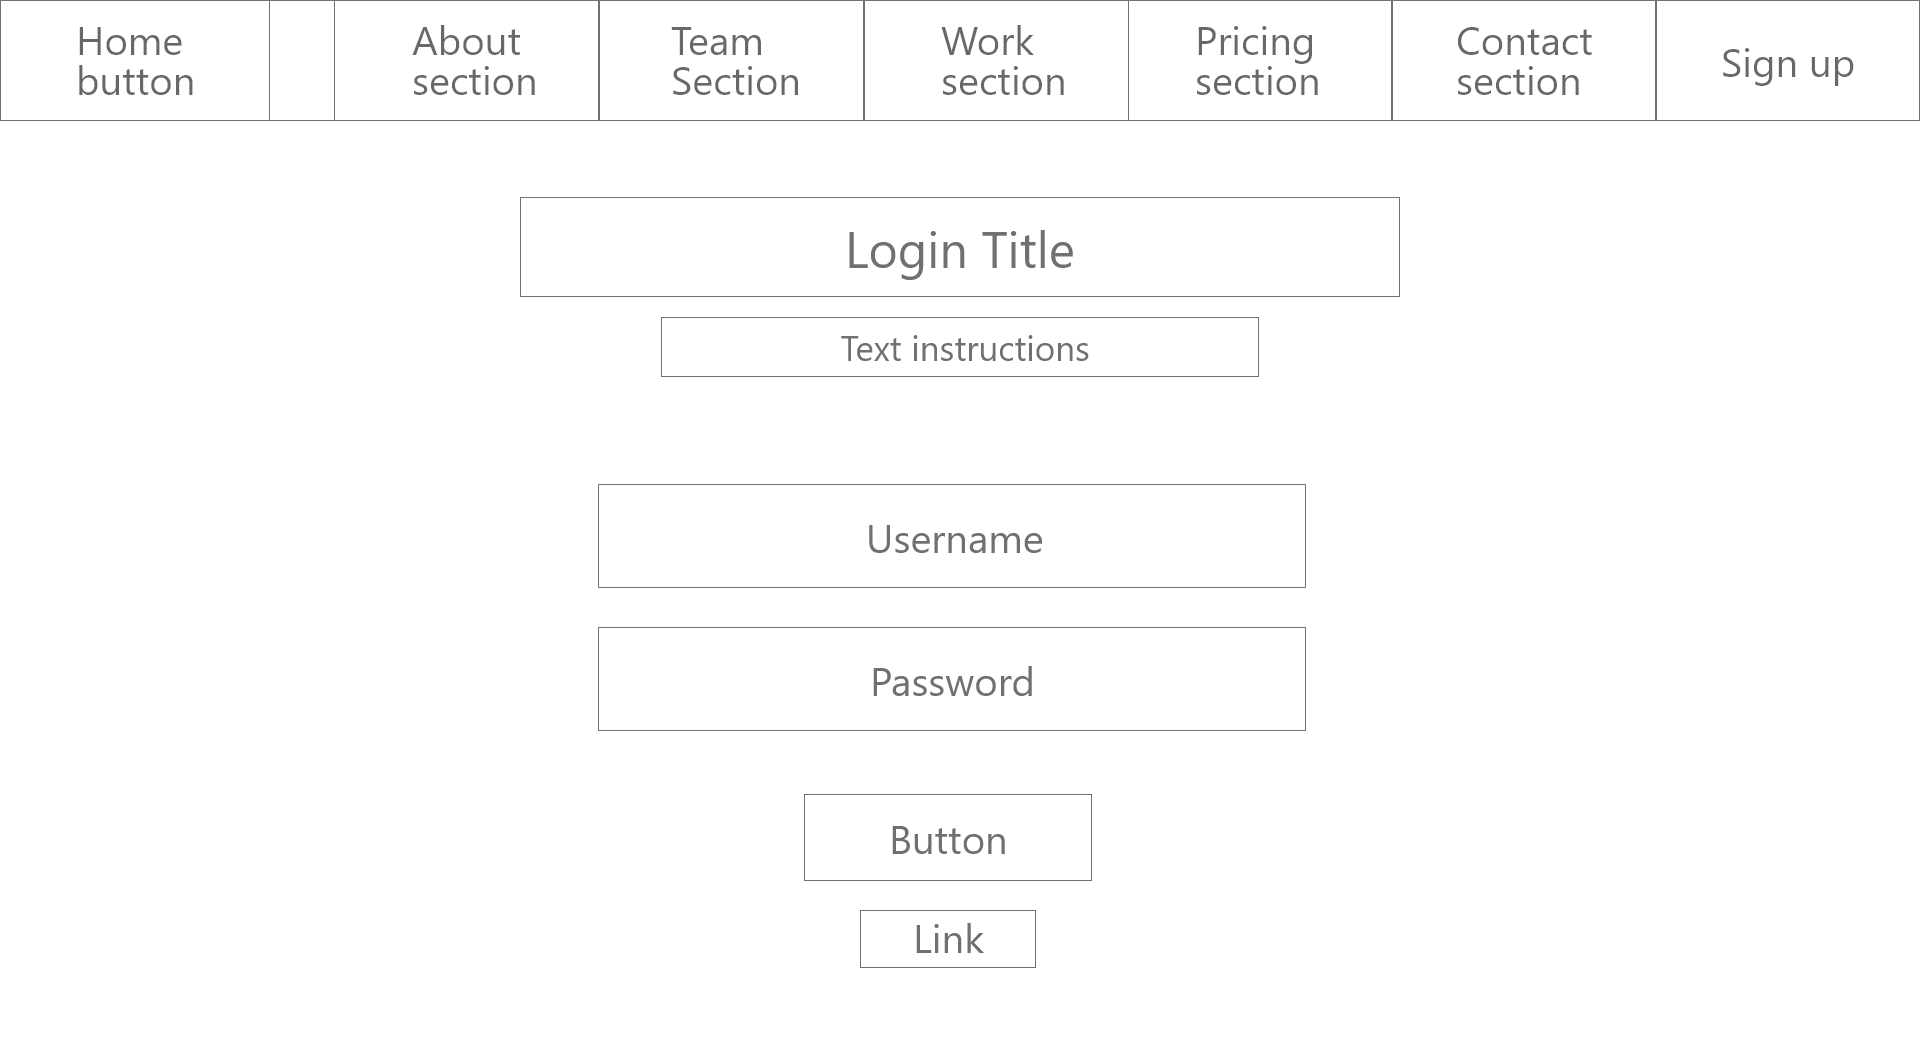 Home
button
About
section
Team
Section
Work
section
Pricing
section
Contact
section
Sign up
Login Title
Text instructions
Username
Password
Button
Link